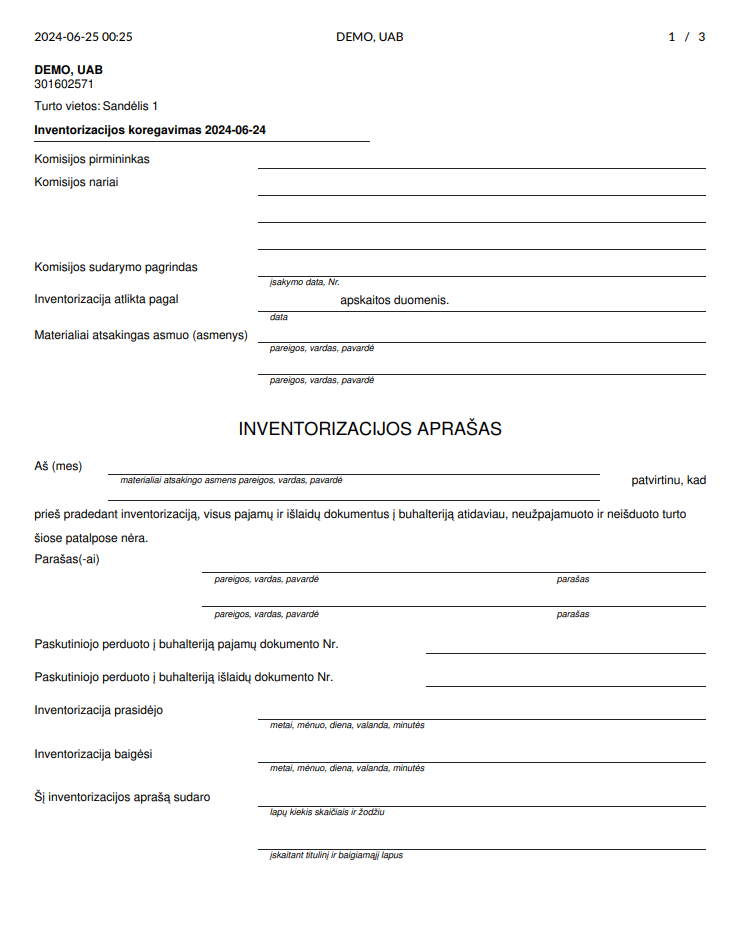 2024-06-25 00:25 DEMO, UAB 1 / 3
DEMO, UAB
301602571
Turto vietos: Sandėlis 1
Inventorizacijos koregavimas 2024-06-24
Komisijos pirmininkas
Komisijos nariai
Komisijos sudarymo pagrindas
įsakymo data, Nr.
Inventorizacija atlikta pagal apskaitos duomenis.
data
Materialiai atsakingas asmuo (asmenys)
pareigos, vardas, pavardė
pareigos, vardas, pavardė
INVENTORIZACIJOS APRAŠAS
Aš (mes)
materialiai atsakingo asmens pareigos, vardas, pavardė patvirtinu, kad
prieš pradedant inventorizaciją, visus pajamų ir išlaidų dokumentus į buhalteriją atidaviau, neužpajamuoto ir neišduoto turto
šiose patalpose nėra.
Parašas(-ai)
pareigos, vardas, pavardė parašas
pareigos, vardas, pavardė parašas
Paskutiniojo perduoto į buhalteriją pajamų dokumento Nr.
Paskutiniojo perduoto į buhalteriją išlaidų dokumento Nr.
Inventorizacija prasidėjo
metai, mėnuo, diena, valanda, minutės
Inventorizacija baigėsi
metai, mėnuo, diena, valanda, minutės
Šį inventorizacijos aprašą sudaro
lapų kiekis skaičiais ir žodžiu
įskaitant titulinį ir baigiamąjį lapus